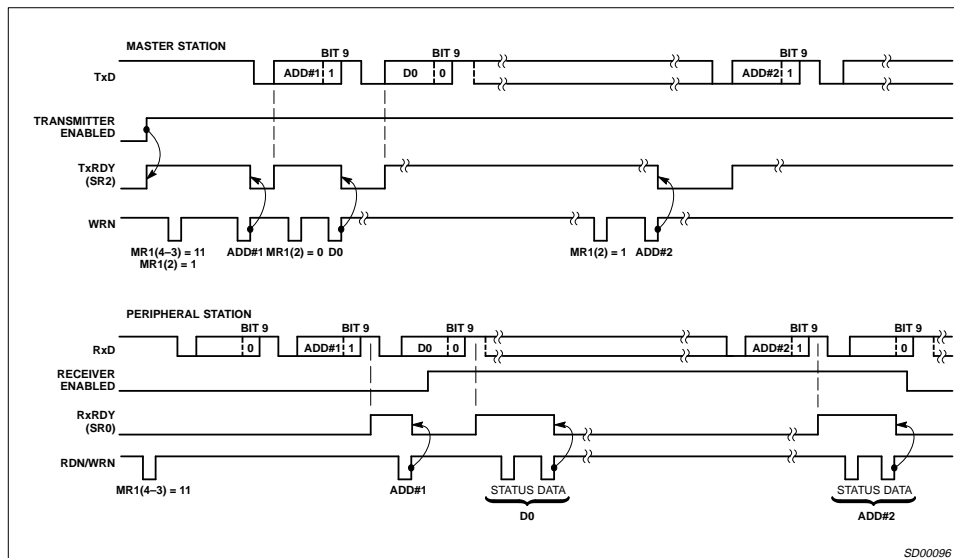 MASTER STATION
BIT 9 BIT 9 BIT 9
TxD ADD#1 1 D0 0 ADD#2 1
TRANSMITTER
ENABLED
TxRDY
(SR2)
WRN
MR1(4–3) = 11 ADD#1 MR1(2) = 0 D0 MR1(2) = 1 ADD#2
MR1(2) = 1
PERIPHERAL STATION
BIT 9 BIT 9 BIT 9 BIT 9 BIT 9
RxD 0 ADD#1 1 D0 0 ADD#2 1 0
RECEIVER
ENABLED
RxRDY
(SR0)
RDN/WRN
MR1(4–3) = 11 ADD#1 STATUS DATA STATUS DATA
D0 ADD#2
SD00096